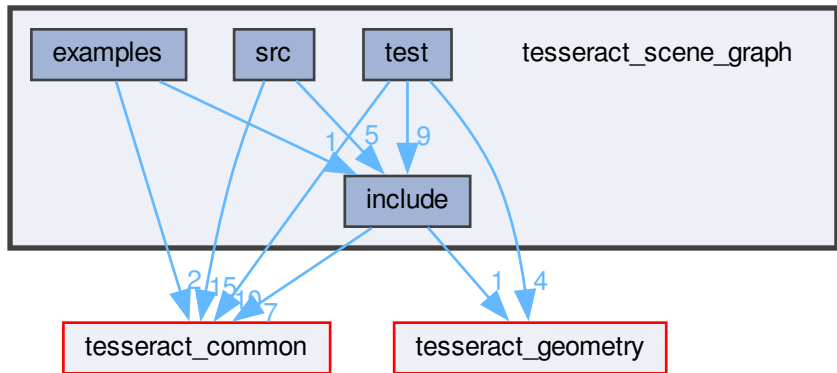 examples
src
test
tesseract_scene_graph
1
5
9
include
2
15
10
7
1
4
tesseract_common
tesseract_geometry